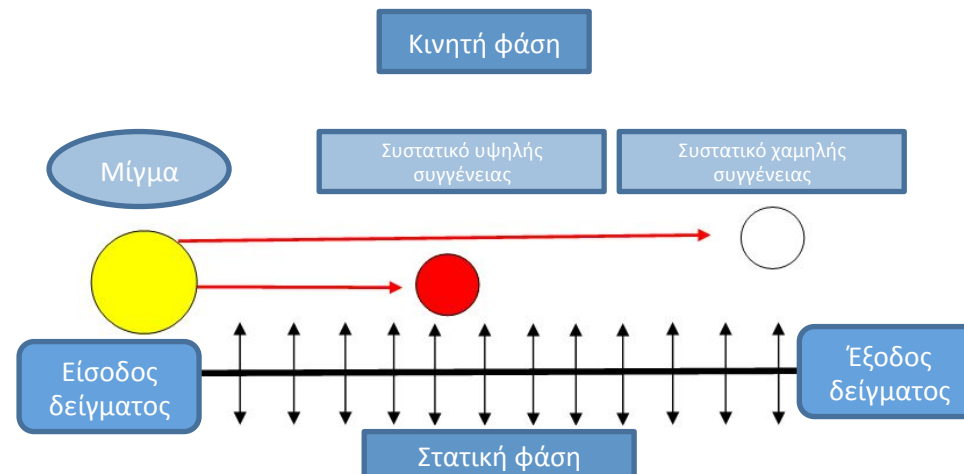 Κινητή φάση
Μίγμα
Συστατικό υψηλής
συγγένειας
Συστατικό χαμηλής
συγγένειας
Είσοδος
δείγματος
Έξοδος
δείγματος
Στατική φάση